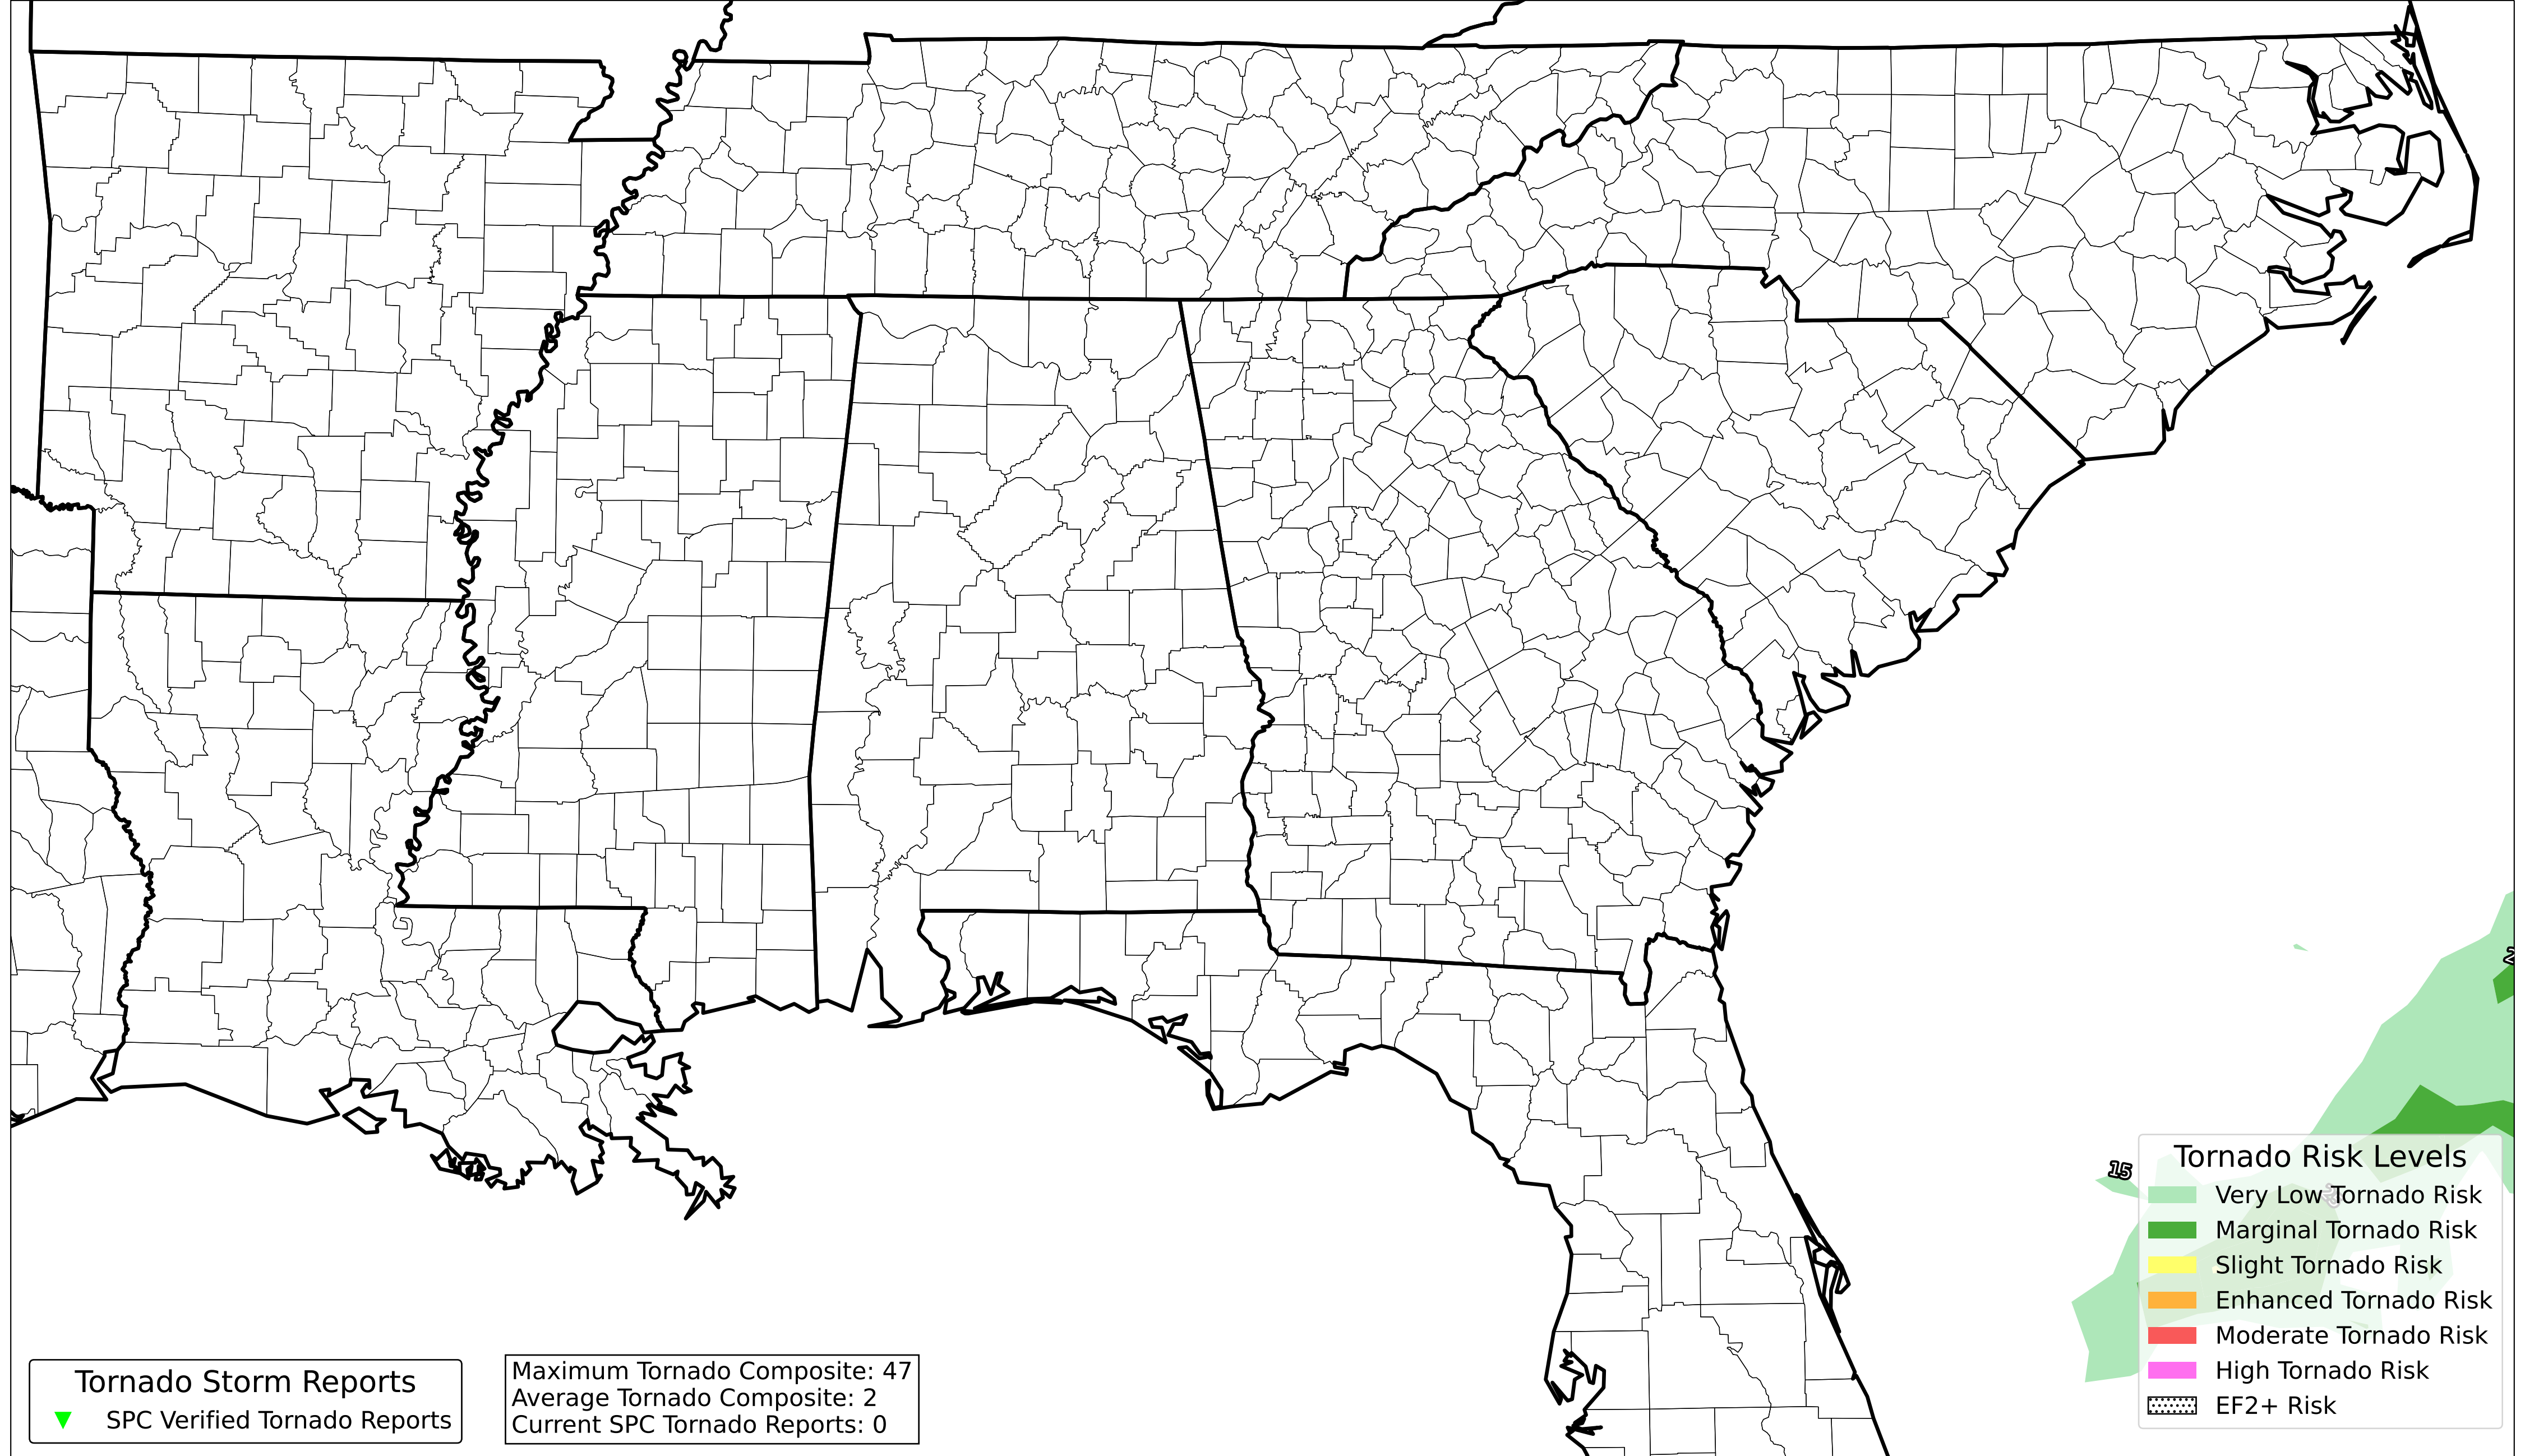 15
Tornado Risk Levels
Very Low Tornado Risk
Marginal Tornado Risk
Slight Tornado Risk
Enhanced Tornado Risk
Moderate Tornado Risk
High Tornado Risk
EF2+ Risk
Tornado Storm Reports
SPC Verified Tornado Reports
Maximum Tornado Composite: 47
Average Tornado Composite: 2
Current SPC Tornado Reports: 0